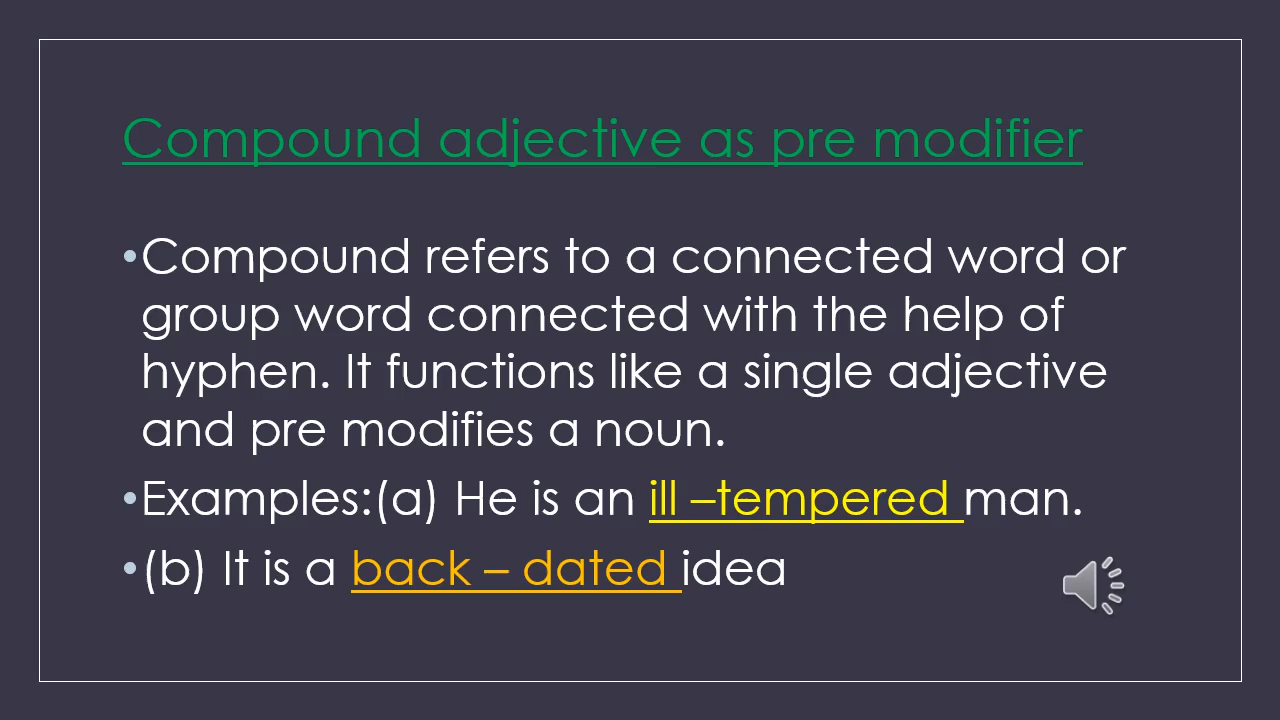 Compound adjective as pre modifier
•Compound refers to a connected word or
group word connected with the help of
hyphen. It functions like a single adjective
and pre modifies a noun.
•Examples:(a) He is an ill –tempered man.
•(b) It is a back – dated idea